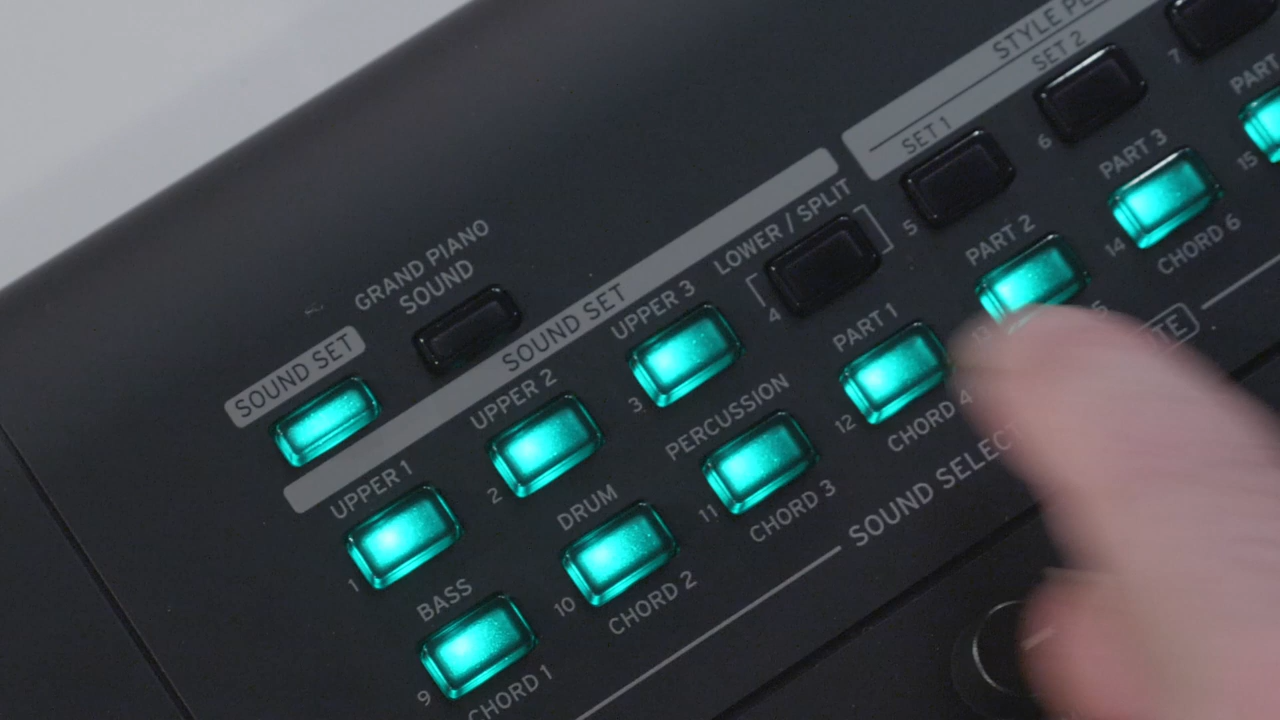 STYLE
SET 2
7
PART
SET 1
6
PART 3
15
GRAND PIANO
SOUND
SOUND SET
SOUND SET
LOWER / SPLIT
5
PART 2
14
CHORD 6
UPPER 3
4
PART 1
UPPER 2
3
PERCUSSION
12
CHORD 4
UPPER 1
2
DRUM
11
CHORD 3
SOUND SELECT
1
BASS
10
CHORD 2
9
CHORD 1